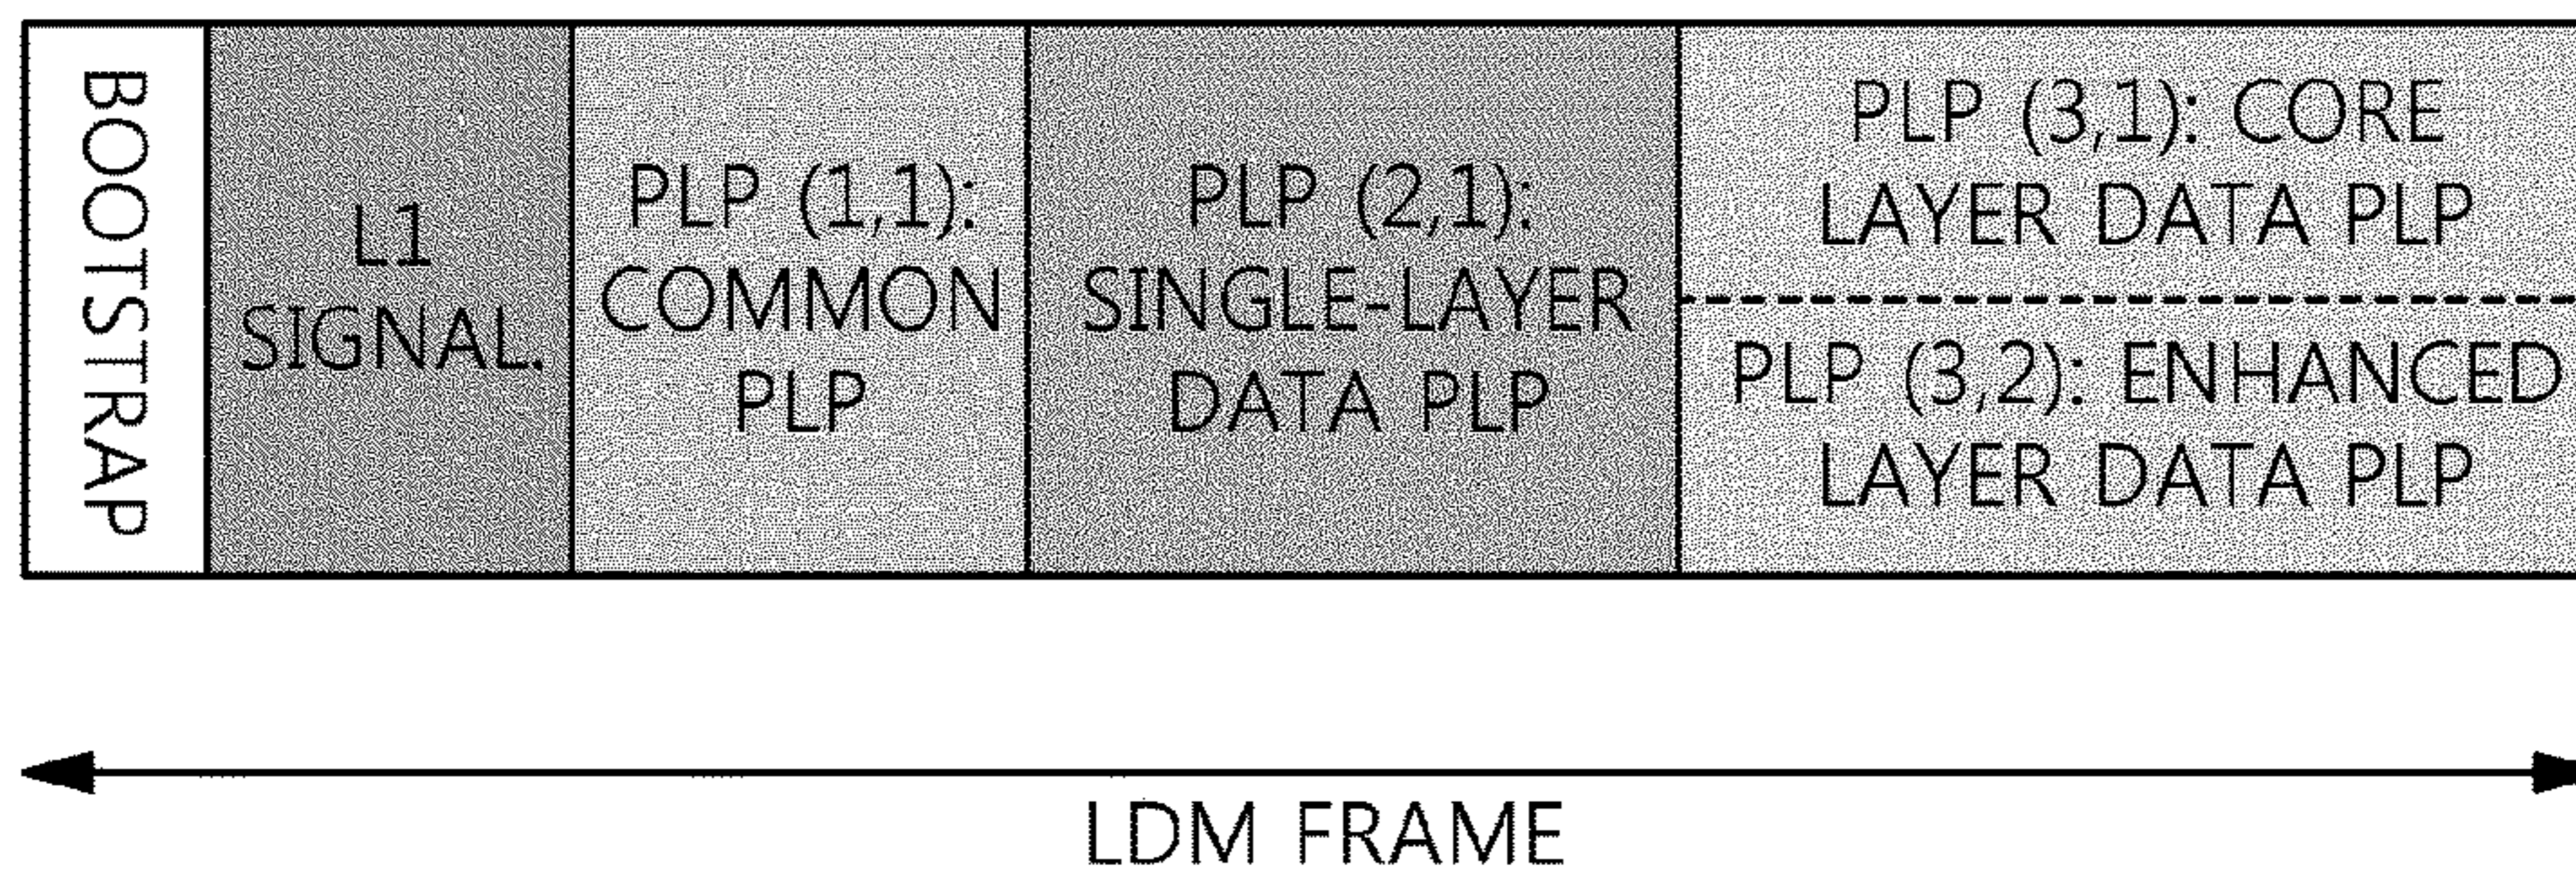 BOOTSTRAP
L1
SIGNAL.
PLP (1,1):
COMMON
PLP
PLP (2,1):
SINGLE-LAYER
DATA PLP
PLP (3,1): CORE
LAYER DATA PLP
PLP (3,2): ENHANCED
LAYER DATA PLP
LDM FRAME